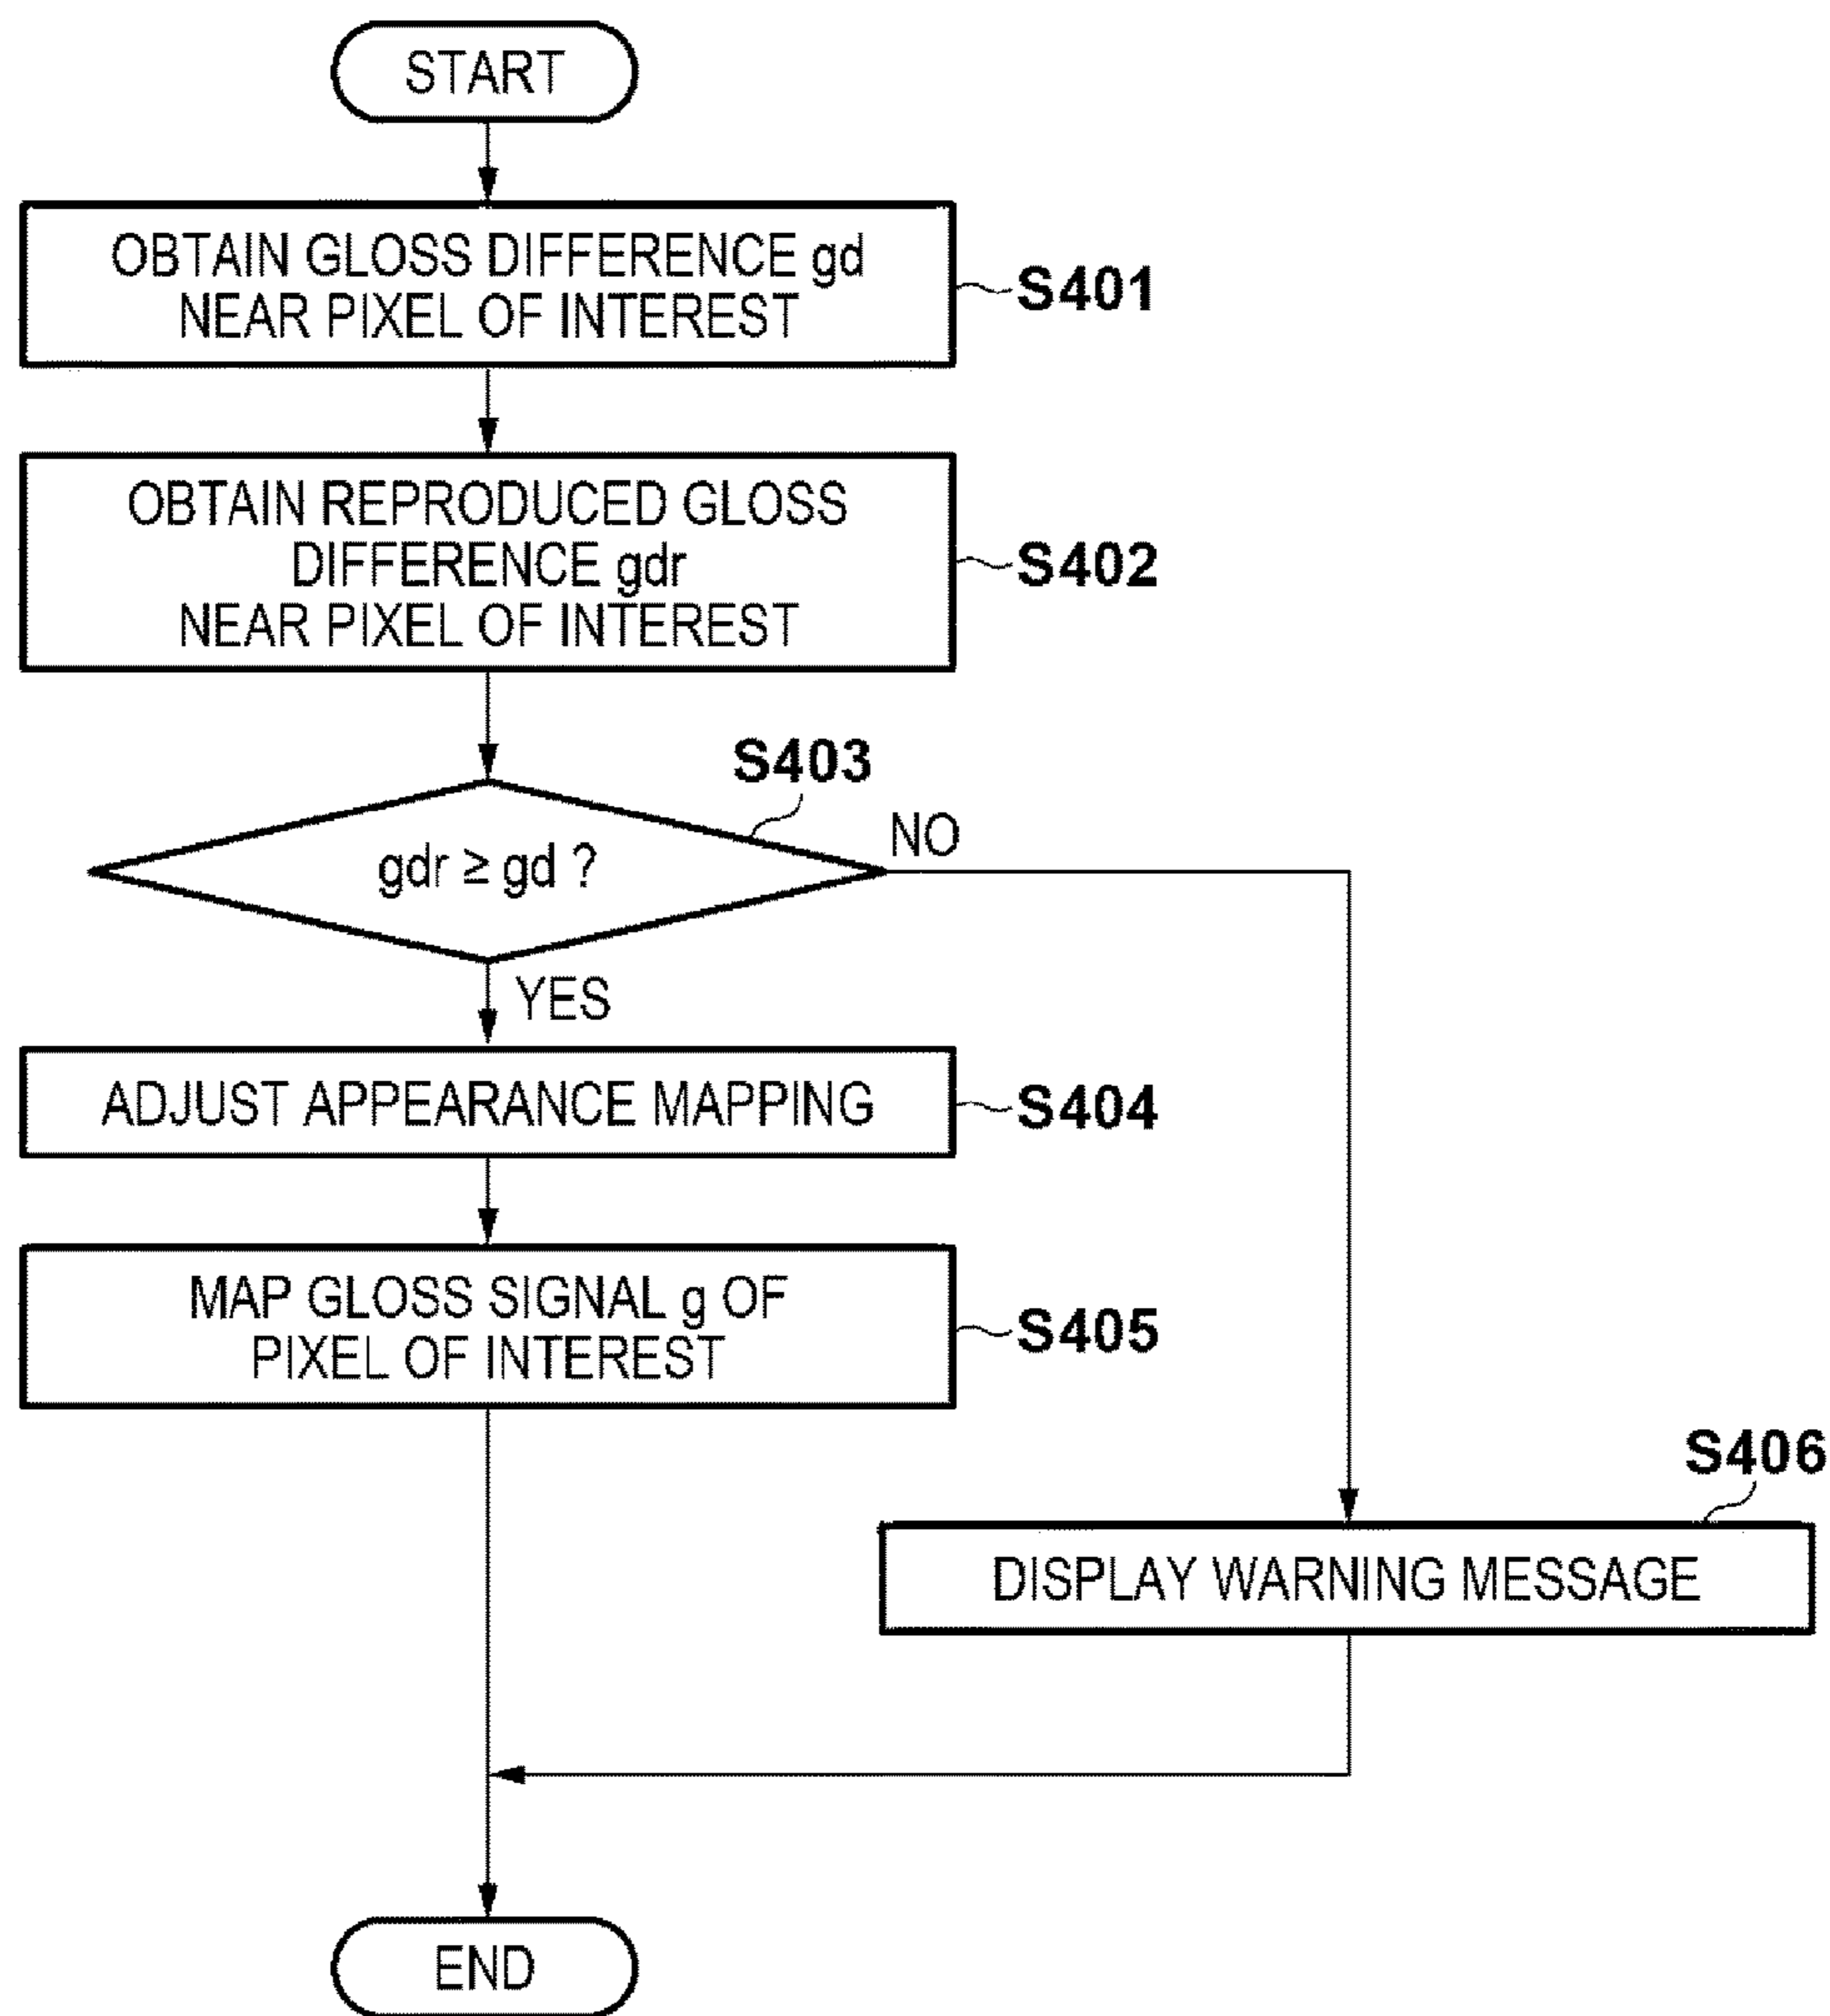 START
OBTAIN GLOSS DIFFERENCE gd
NEAR PIXEL OF INTEREST
S401
OBTAIN REPRODUCED GLOSS
DIFFERENCE gdr
NEAR PIXEL OF INTEREST
S402
S403
gdr ≥ gd ?
NO
YES
ADJUST APPEARANCE MAPPING
S404
MAP GLOSS SIGNAL g OF
PIXEL OF INTEREST
S405
S406
DISPLAY WARNING MESSAGE
END